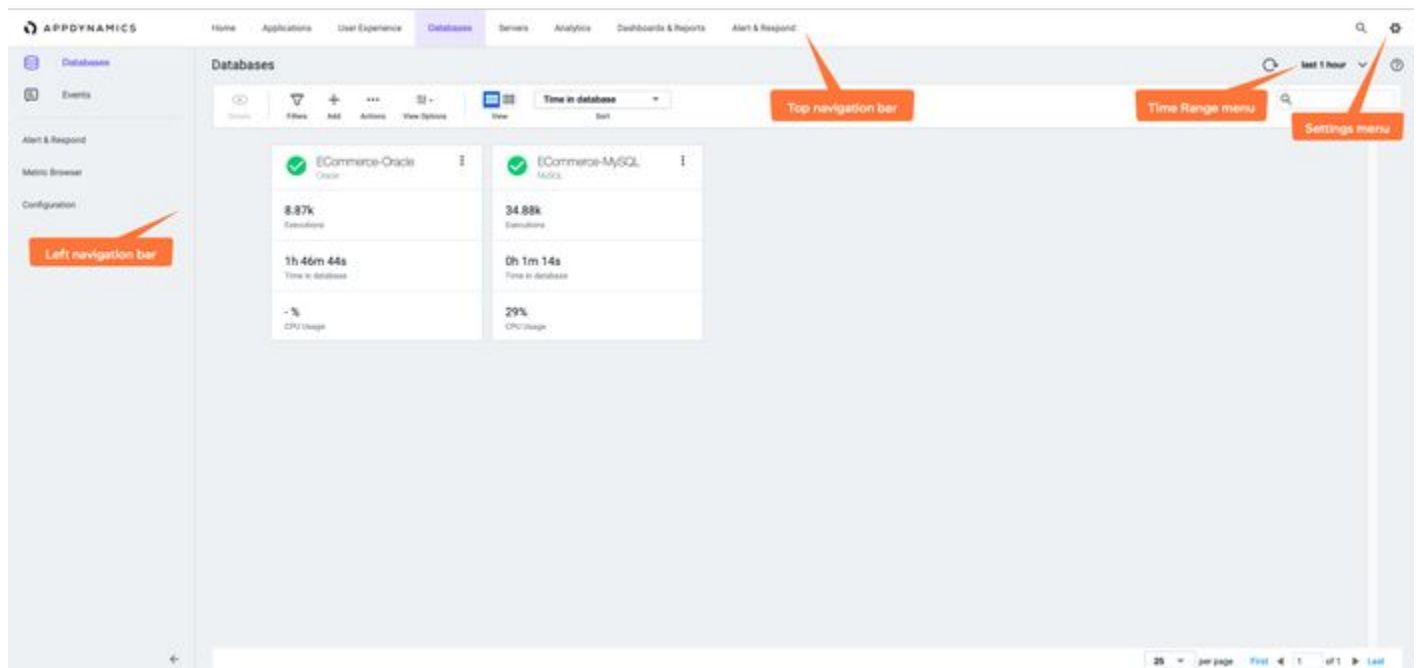 APPDYNAMICS
Home Applications User Experience Databases Servers Analytics Dashboards & Reports Alert & Respond
Databases
Databases
last 1 hour
Events
Details Filters Add Actions View Options View
Time in database
Sort
Top navigation bar
Time Range menu
Settings menu
Alert & Respond
Metric Browser
Configuration
Left navigation bar
ECommerce-Oracle
Oracle
8.87k
Executions
1h 46m 44s
Time in database
- %
CPU Usage
ECommerce-MySQL
MySQL
34.88k
Executions
0h 1m 14s
Time in database
29%
CPU Usage
25 per page First 1 of 1 Last